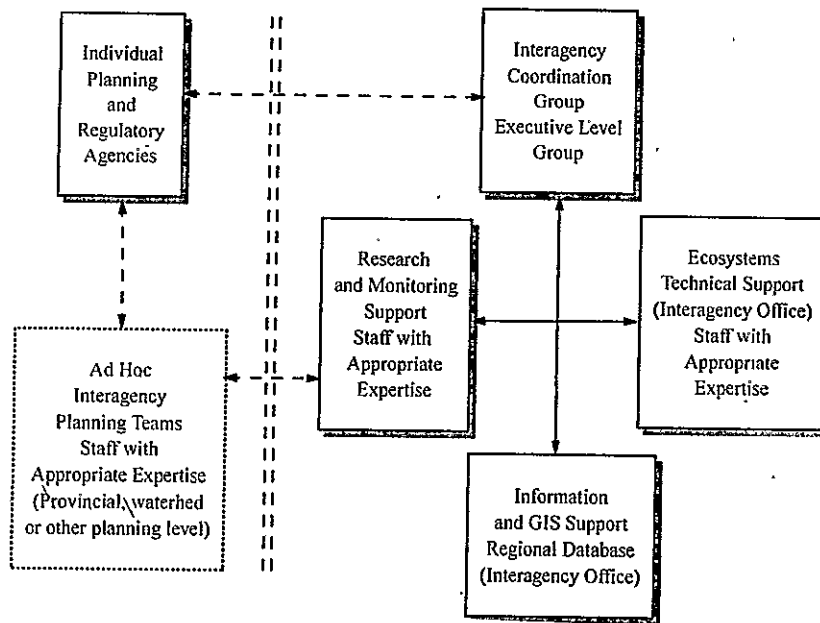 Individual
Planning
and
Regulatory
Agencies
Interagency
Coordination
Group
Executive Level
Group
Research
and Monitoring
Support
Staff with
Appropriate
Expertise
Ecosystems
Technical Support
(Interagency Office)
Staff with
Appropriate
Expertise
Ad Hoc
Interagency
Planning Teams
Staff with
Appropriate Expertise
(Provincial, waterhed
or other planning level)
Information
and GIS Support
Regional Database
(Interagency Office)